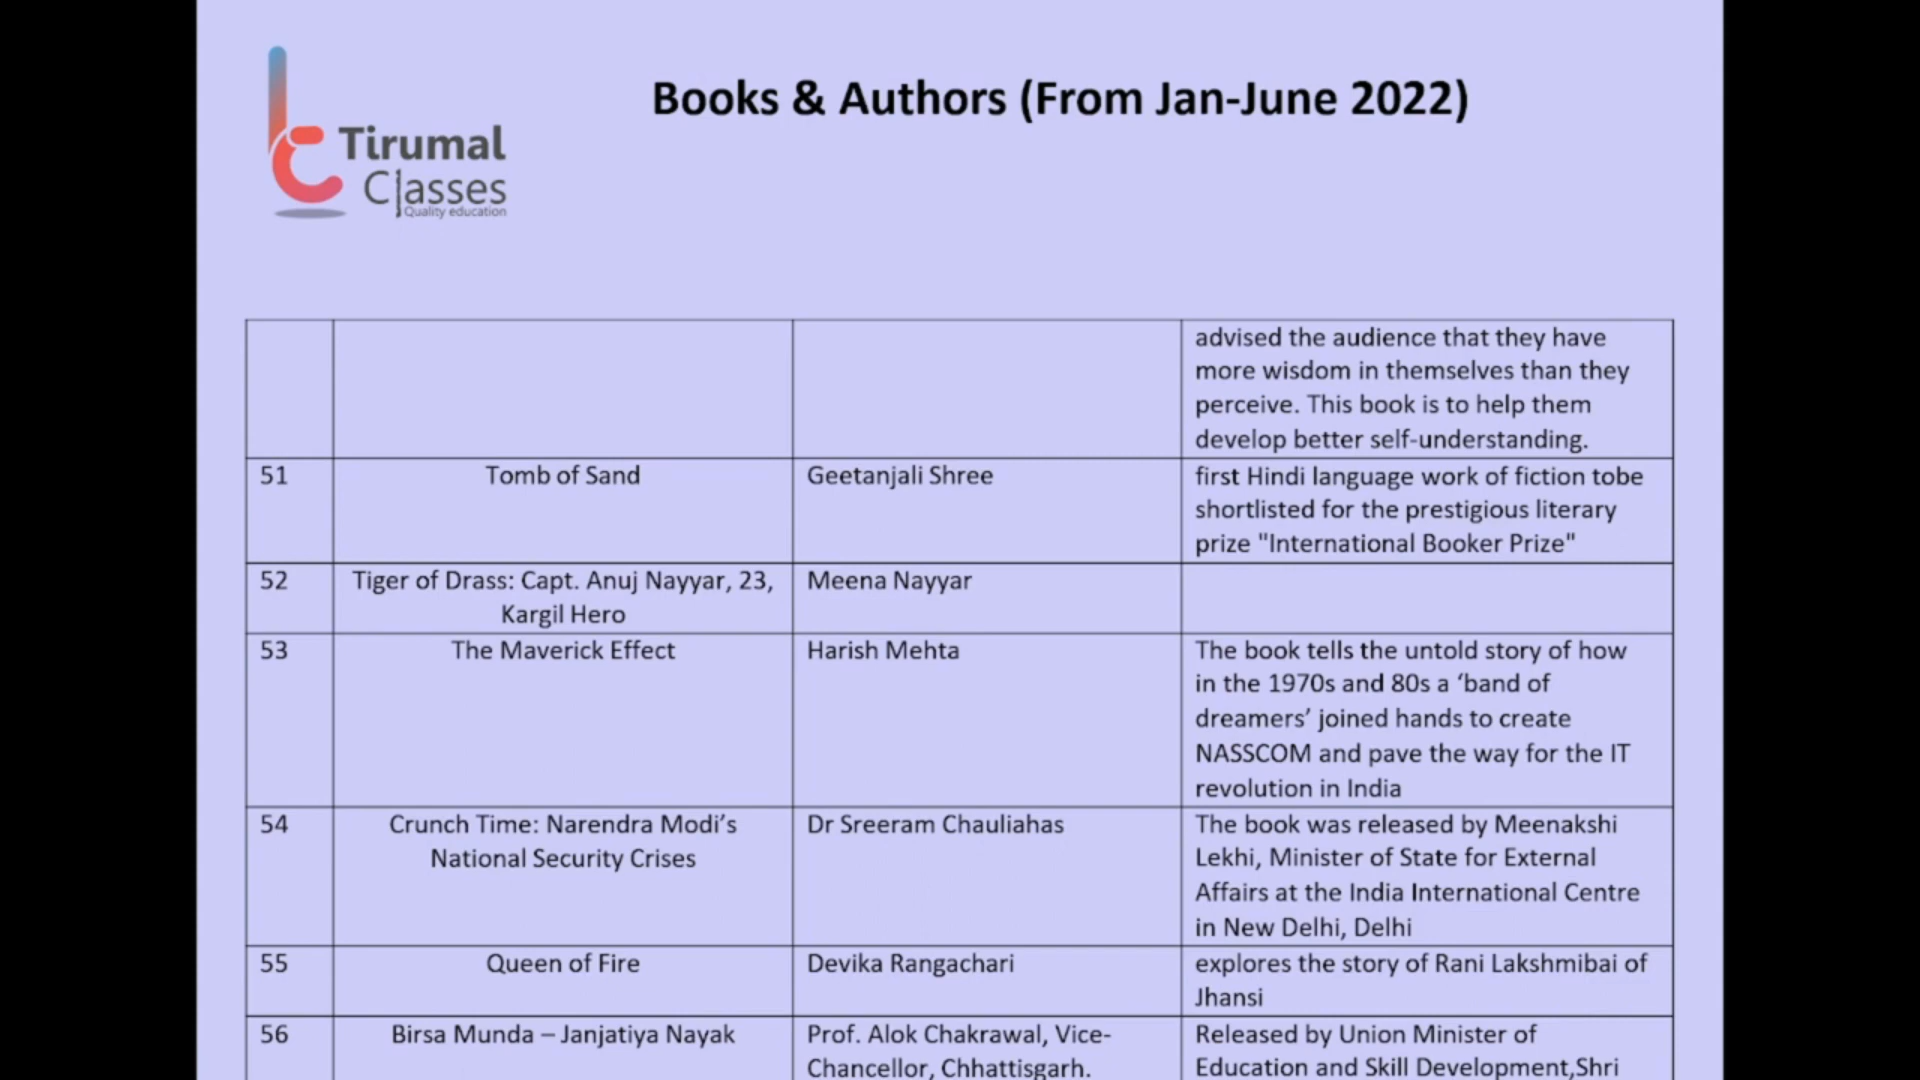 Books & Authors (From Jan-June 2022)
Tirumal
Classes
Quality education
advised the audience that they have
more wisdom in themselves than they
perceive. This book is to help them
develop better self-understanding.
51 Tomb of Sand Geetanjali Shree first Hindi language work of fiction tobe
shortlisted for the prestigious literary
prize "International Booker Prize"
52 Tiger of Drass: Capt. Anuj Nayyar, 23, Meena Nayyar
Kargil Hero
53 The Maverick Effect Harish Mehta The book tells the untold story of how
in the 1970s and 80s a ‘band of
dreamers’ joined hands to create
NASSCOM and pave the way for the IT
revolution in India
54 Crunch Time: Narendra Modi’s Dr Sreeram Chauliahas The book was released by Meenakshi
National Security Crises Lekhi, Minister of State for External
Affairs at the India International Centre
in New Delhi, Delhi
55 Queen of Fire Devika Rangachari explores the story of Rani Lakshmibai of
Jhansi
56 Birsa Munda – Janjatiya Nayak Prof. Alok Chakrawal, Vice- Released by Union Minister of
Chancellor, Chhattisgarh. Education and Skill Development,Shri